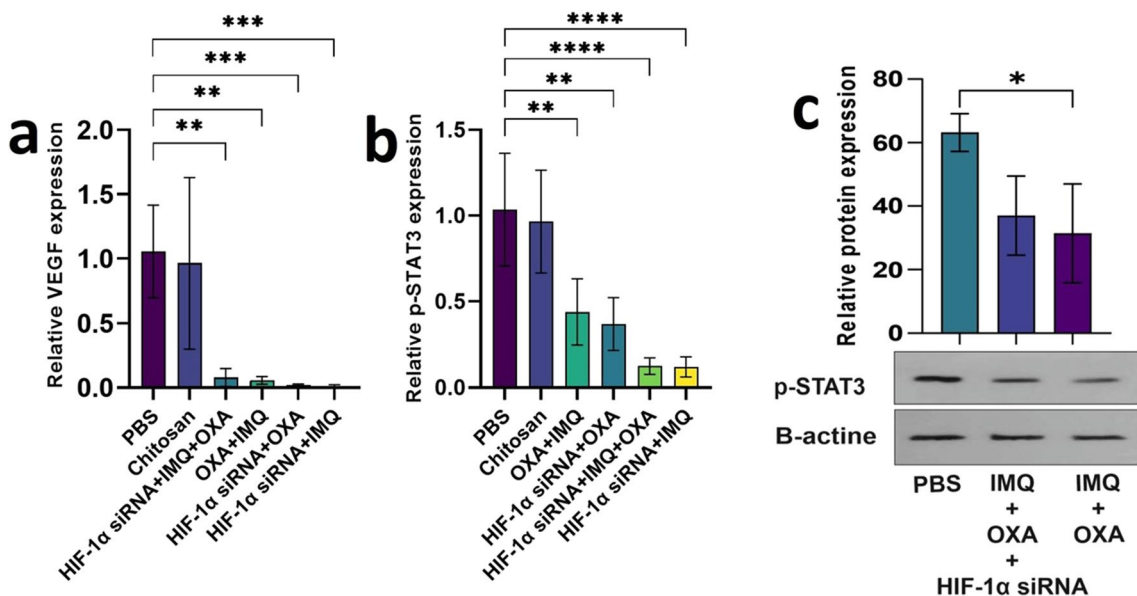 a
Relative VEGF expression
2.0
1.5
1.0
0.5
0.0
***
***
**
**
PBS
Chitosan
HIF-1α siRNA+IMQ+OXA
OXA+IMQ
HIF-1α siRNA+OXA
HIF-1α siRNA+IMQ
b
Relative p-STAT3 expression
1.5
1.0
0.5
0.0
****
****
**
**
PBS
Chitosan
OXA+IMQ
HIF-1α siRNA+OXA
HIF-1α siRNA+IMQ+OXA
HIF-1α siRNA+IMQ
c
Relative protein expression
80
60
40
20
0
*
p-STAT3
B-actine
PBS
IMQ
+
OXA
+
HIF-1α siRNA
IMQ
+
OXA